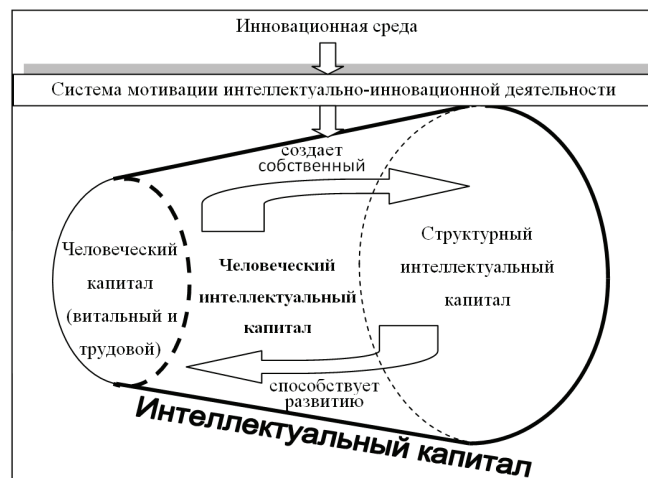 Инновационная среда
Система мотивации интеллектуально-инновационной деятельности
создает
собственный
Человеческий
капитал
(витальный и
трудовой)
Человеческий
интеллектуальный
капитал
Структурный
интеллектуальный
капитал
способствует
развитию
Интеллектуальный капитал